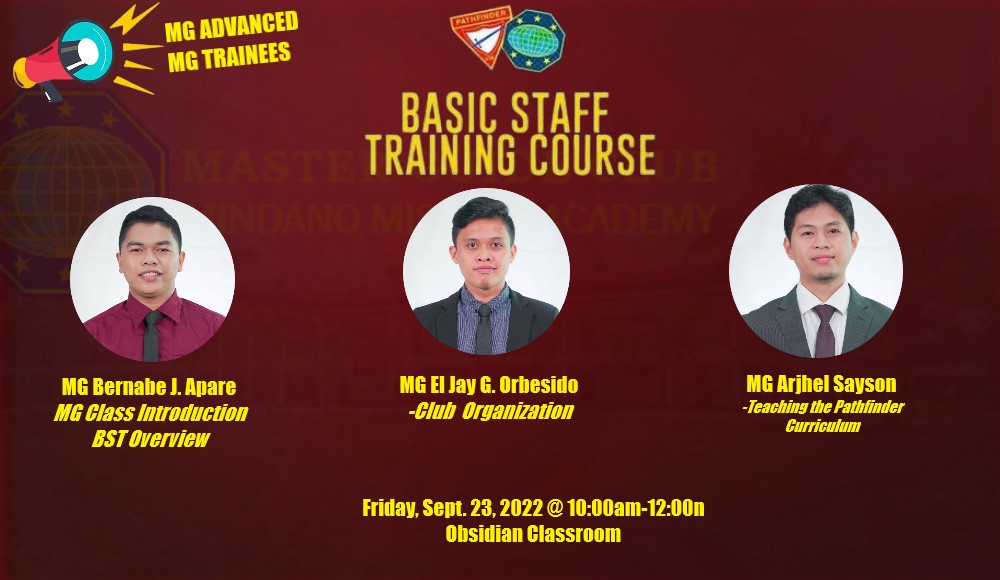 MG ADVANCED
MG TRAINEES
PATHFINDER
BASIC STAFF
TRAINING COURSE
MG Bernabe J. Apare
MG Class Introduction
BST Overview
MG El Jay G. Orbesido
-Club Organization
MG Arjhel Sayson
-Teaching the Pathfinder
Curriculum
Friday, Sept. 23, 2022 @ 10:00am-12:00n
Obsidian Classroom